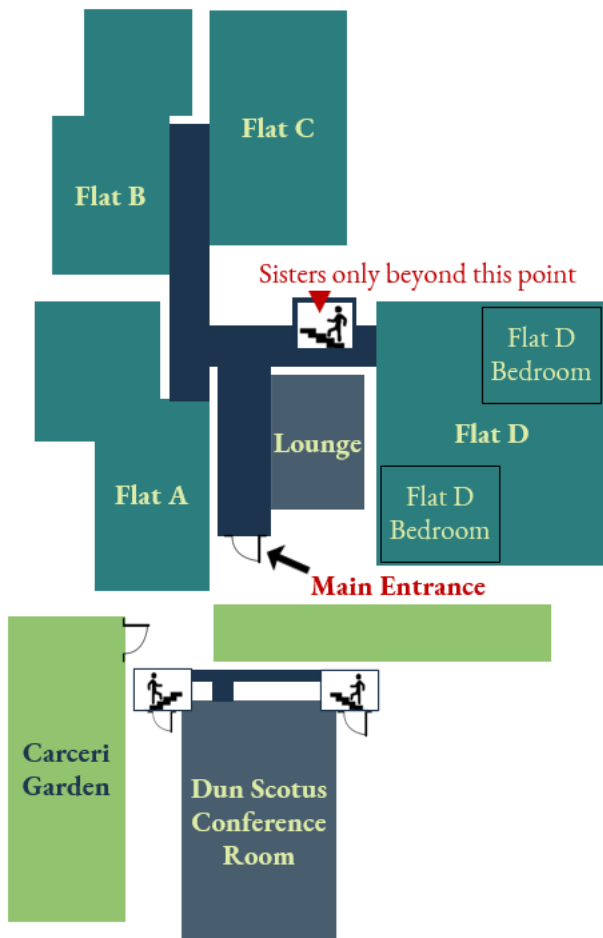 Flat C
Flat B
Sisters only beyond this point
Flat D
Bedroom
Lounge
Flat D
Flat A
Flat D
Bedroom
Main Entrance
Carceri
Garden
Dun Scotus
Conference
Room